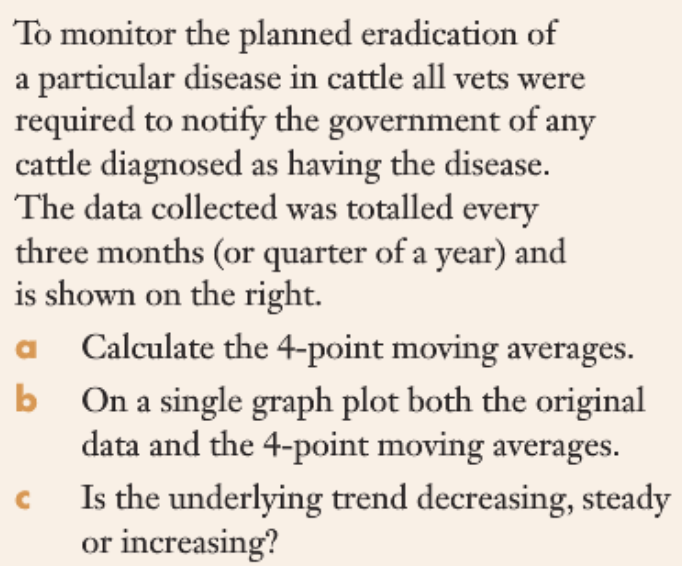 To monitor the planned eradication of
a particular disease in cattle all vets were
required to notify the government of any
cattle diagnosed as having the disease.
The data collected was totalled every
three months (or quarter of a year) and
is shown on the right.
a Calculate the 4-point moving averages.
b On a single graph plot both the original
data and the 4-point moving averages.
c Is the underlying trend decreasing, steady
or increasing?